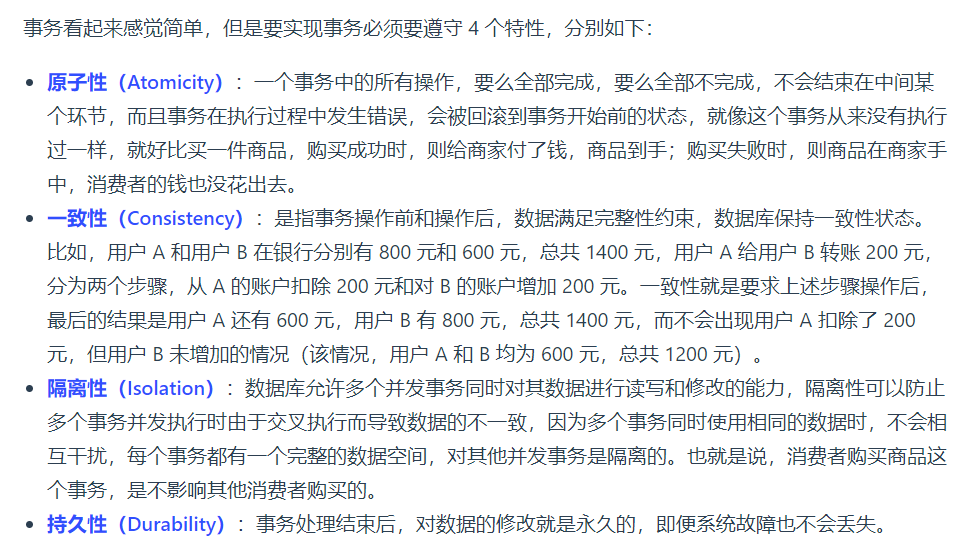 事务看起来感觉简单，但是要实现事务必须要遵守 4 个特性，分别如下：
• 原子性（Atomicity）：一个事务中的所有操作，要么全部完成，要么全部不完成，不会结束在中间某
个环节，而且事务在执行过程中发生错误，会被回滚到事务开始前的状态，就像这个事务从来没有执行
过一样，就好比买一件商品，购买成功时，则给商家付了钱，商品到手；购买失败时，则商品在商家手
中，消费者的钱也没花出去。
• 一致性（Consistency）：是指事务操作前和操作后，数据满足完整性约束，数据库保持一致性状态。
比如，用户 A 和用户 B 在银行分别有 800 元和 600 元，总共 1400 元，用户 A 给用户 B 转账 200 元，
分为两个步骤，从 A 的账户扣除 200 元和对 B 的账户增加 200 元。一致性就是要求上述步骤操作后，
最后的结果是用户 A 还有 600 元，用户 B 有 800 元，总共 1400 元，而不会出现用户 A 扣除了 200
元，但用户 B 未增加的情况（该情况，用户 A 和 B 均为 600 元，总共 1200 元）。
• 隔离性（Isolation）：数据库允许多个并发事务同时对其数据进行读写和修改的能力，隔离性可以防止
多个事务并发执行时由于交叉执行而导致数据的不一致，因为多个事务同时使用相同的数据时，不会相
互干扰，每个事务都有一个完整的数据空间，对其他并发事务是隔离的。也就是说，消费者购买商品这
个事务，是不影响其他消费者购买的。
• 持久性（Durability）：事务处理结束后，对数据的修改就是永久的，即便系统故障也不会丢失。